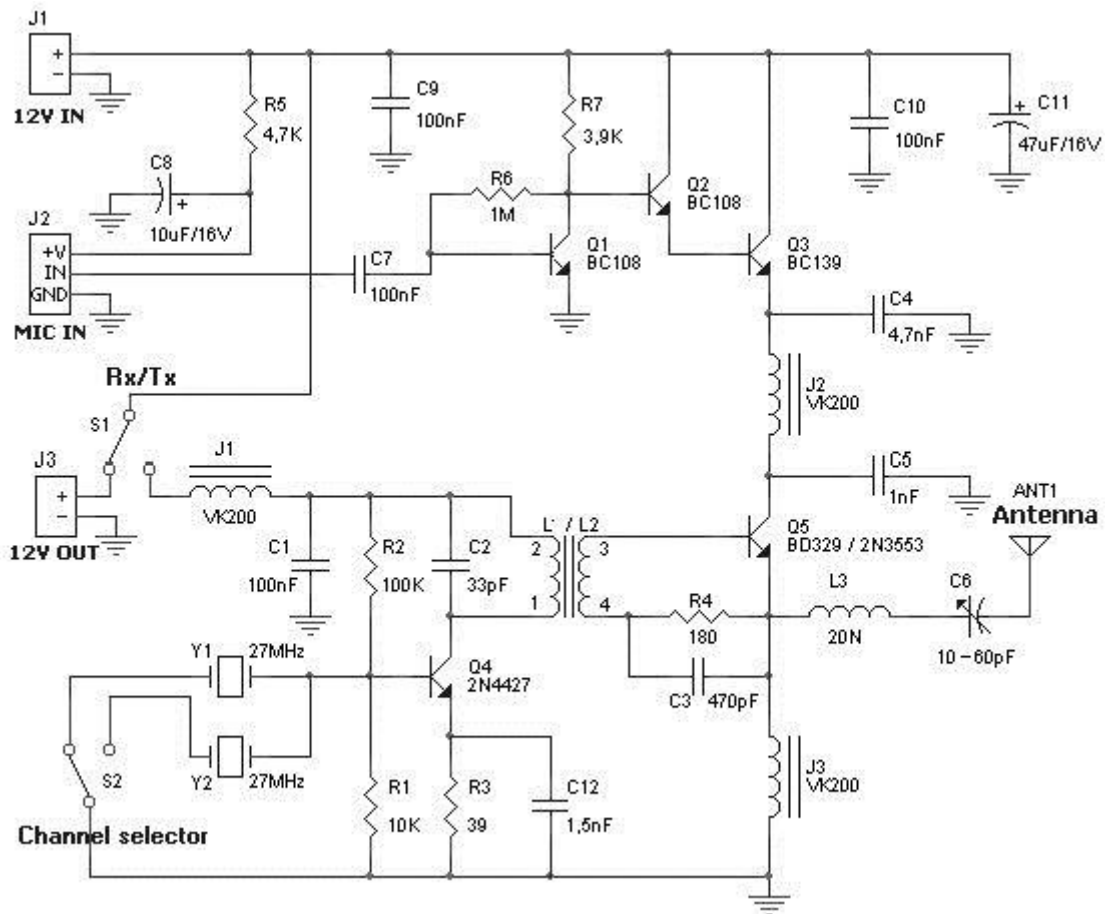 J1
+
−
12V IN
R5
4,7K
C9
100nF
R7
3,9K
C10
100nF
+
C11
47uF/16V
C8
+
10uF/16V
R6
1M
Q2
BC108
J2
+V
IN
GND
MIC IN
C7
100nF
Q1
BC108
Q3
BC139
C4
4,7nF
Rx/Tx
S1
J2
VK200
J3
+
−
12V OUT
J1
VK200
C5
1nF
ANT1
Antenna
C1
100nF
R2
100K
C2
33pF
L' / L2
2
3
1
4
Q5
BD329 / 2N3553
R4
180
L3
20N
C6
10-60pF
C3
470pF
Y1
27MHz
Q4
2N4427
Y2
27MHz
S2
Channel selector
R1
10K
R3
39
C12
1,5nF
J3
VK200